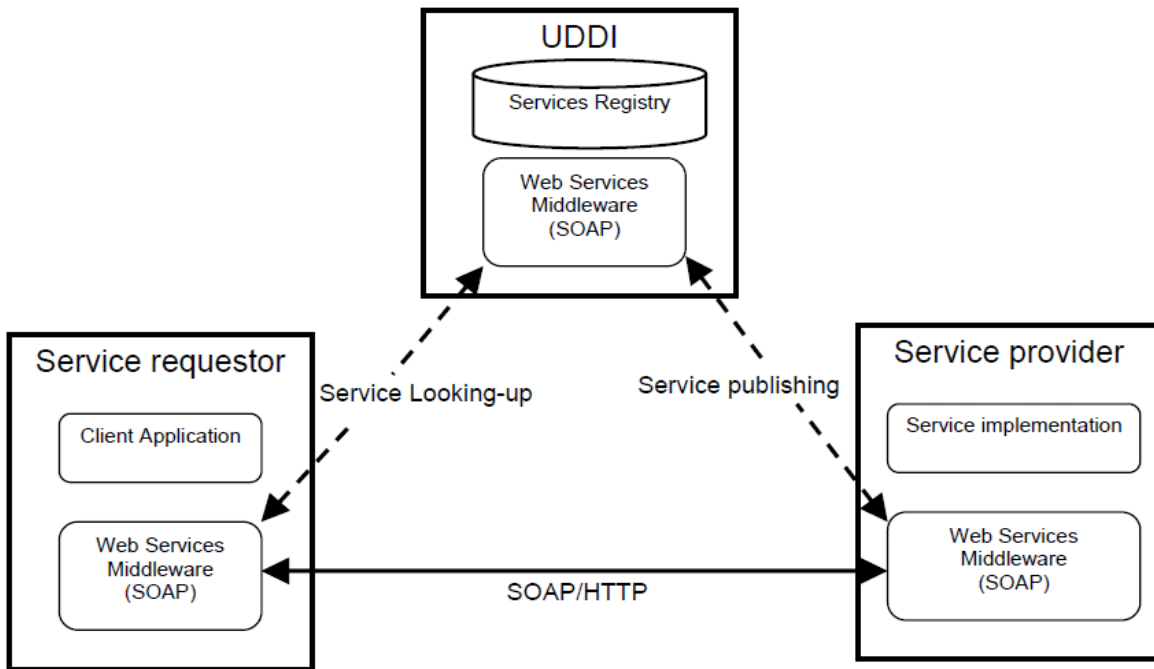 UDDI
Services Registry
Web Services
Middleware
(SOAP)
Service requestor
Client Application
Web Services
Middleware
(SOAP)
Service Looking-up
Service publishing
SOAP/HTTP
Service provider
Service implementation
Web Services
Middleware
(SOAP)